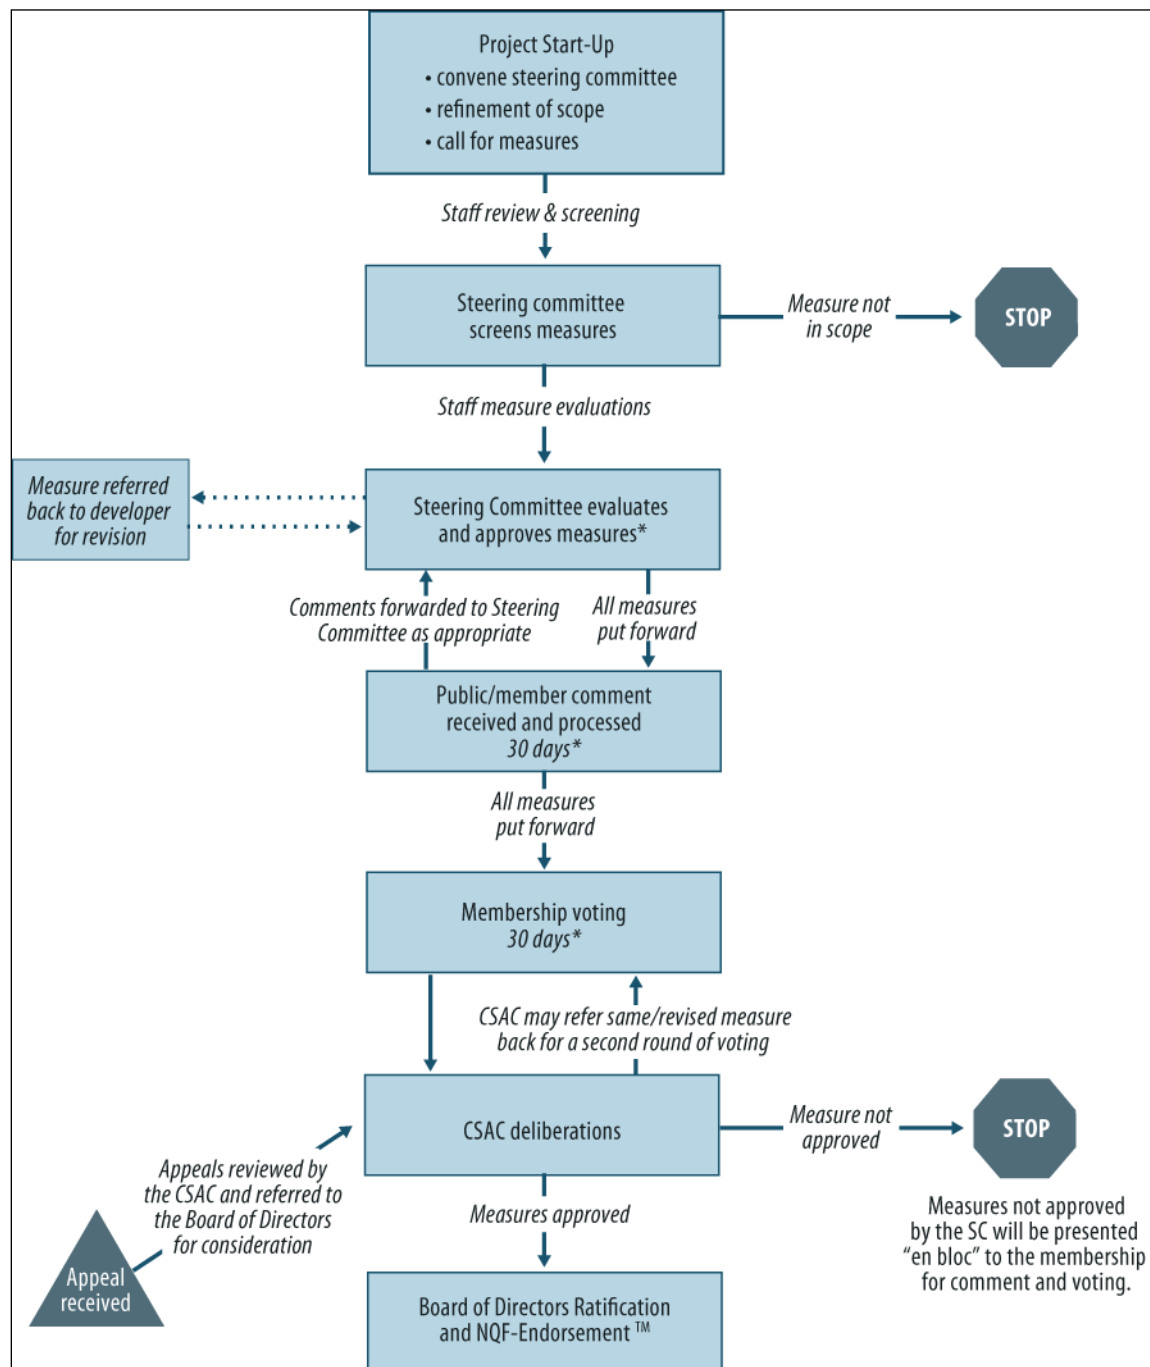 Project Start-Up
• convene steering committee
• refinement of scope
• call for measures
Staff review & screening
Steering committee
screens measures
Measure not
in scope
STOP
Staff measure evaluations
Measure referred
back to developer
for revision
Steering Committee evaluates
and approves measures*
Comments forwarded to Steering
Committee as appropriate
All measures
put forward
Public/member comment
received and processed
30 days*
All measures
put forward
Membership voting
30 days*
CSAC may refer same/revised measure
back for a second round of voting
CSAC deliberations
Measure not
approved
STOP
Measures not approved
by the SC will be presented
“en bloc” to the membership
for comment and voting.
Appeals reviewed by
the CSAC and referred to
the Board of Directors
for consideration
Appeal
received
Measures approved
Board of Directors Ratification
and NQF-Endorsement ™